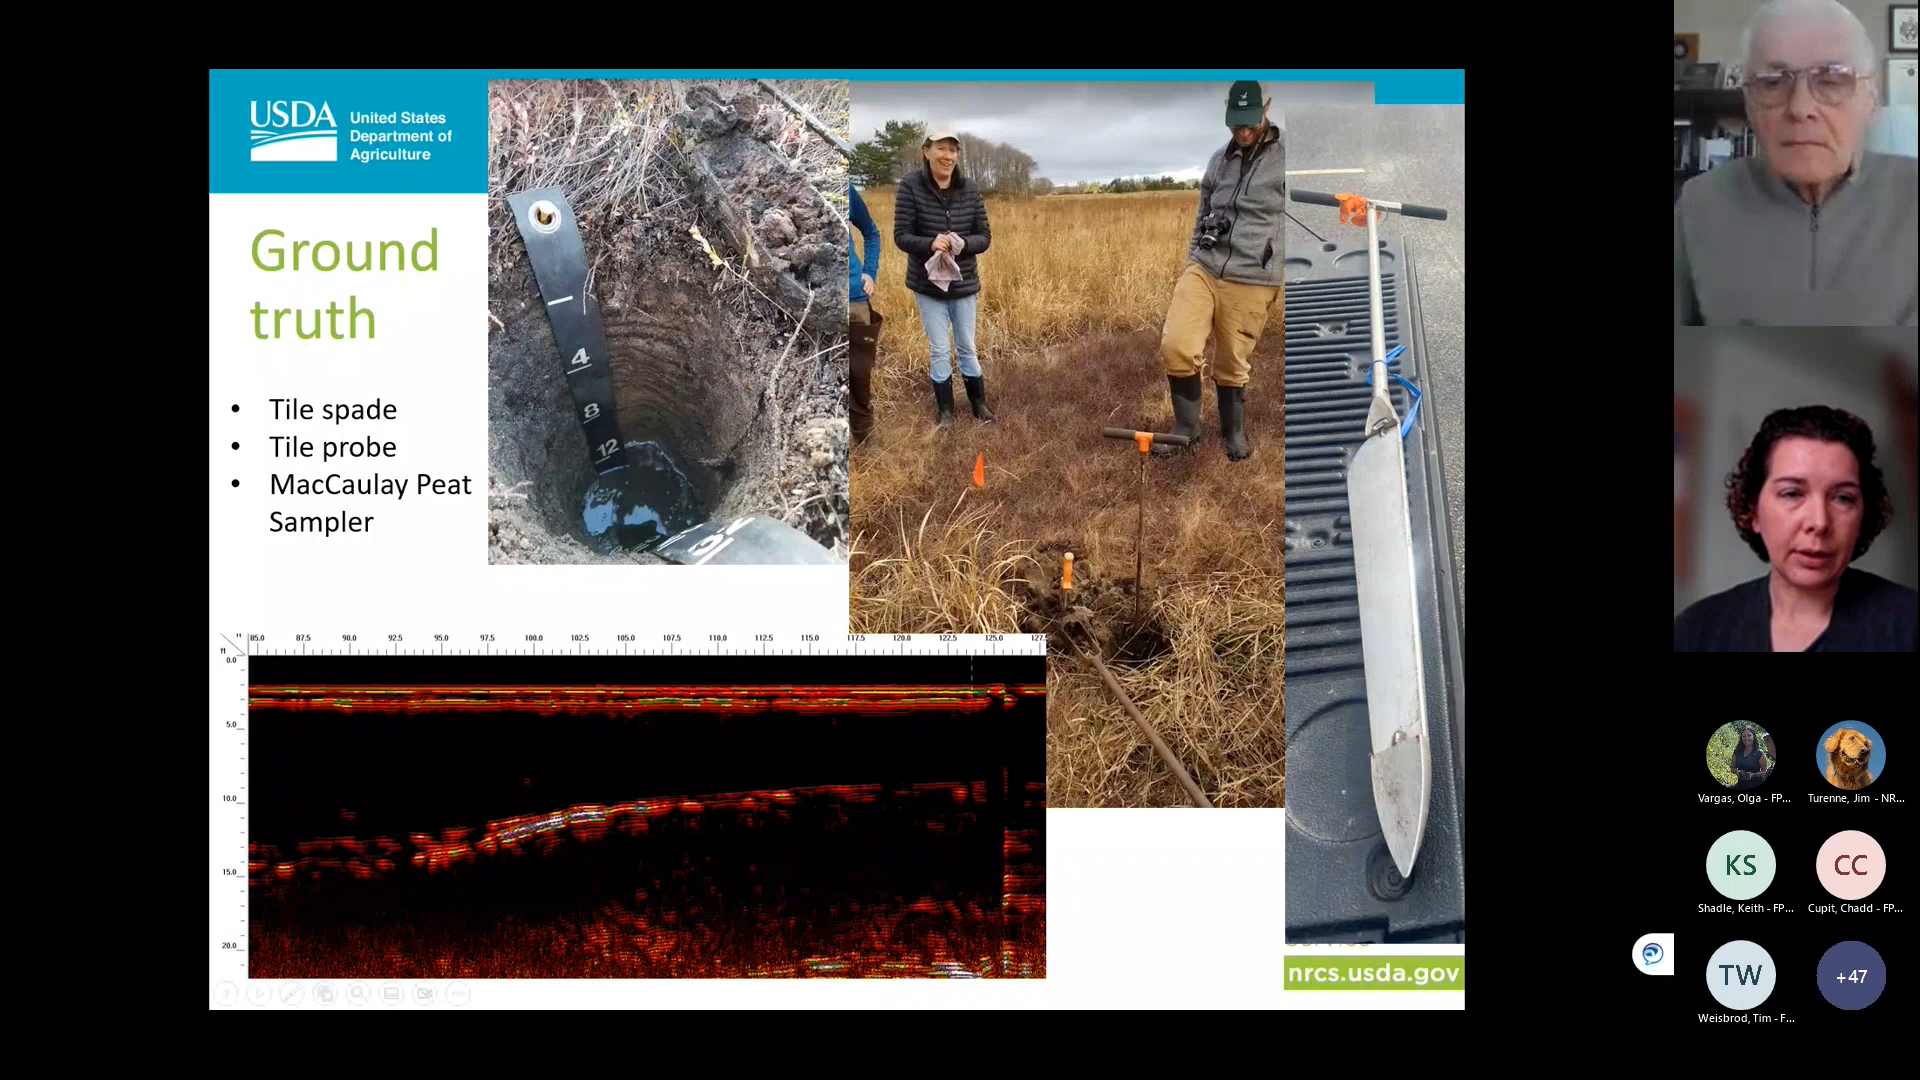 USDA
United States
Department of
Agriculture
Ground
truth
• Tile spade
• Tile probe
• MacCaulay Peat
Sampler
4
8
12
ft
ft
85.0 87.5 90.0 92.5 95.0 97.5 100.0 102.5 105.0 107.5 110.0 112.5 115.0 117.5 120.0 122.5 125.0 127.
0.0
5.0
10.0
15.0
20.0
nrcs.usda.gov
Vargas, Olga - FP...
Turenne, Jim - NR...
KS
CC
Shadle, Keith - FP...
Cupit, Chadd - FP...
TW
+47
Weisbrod, Tim - F...